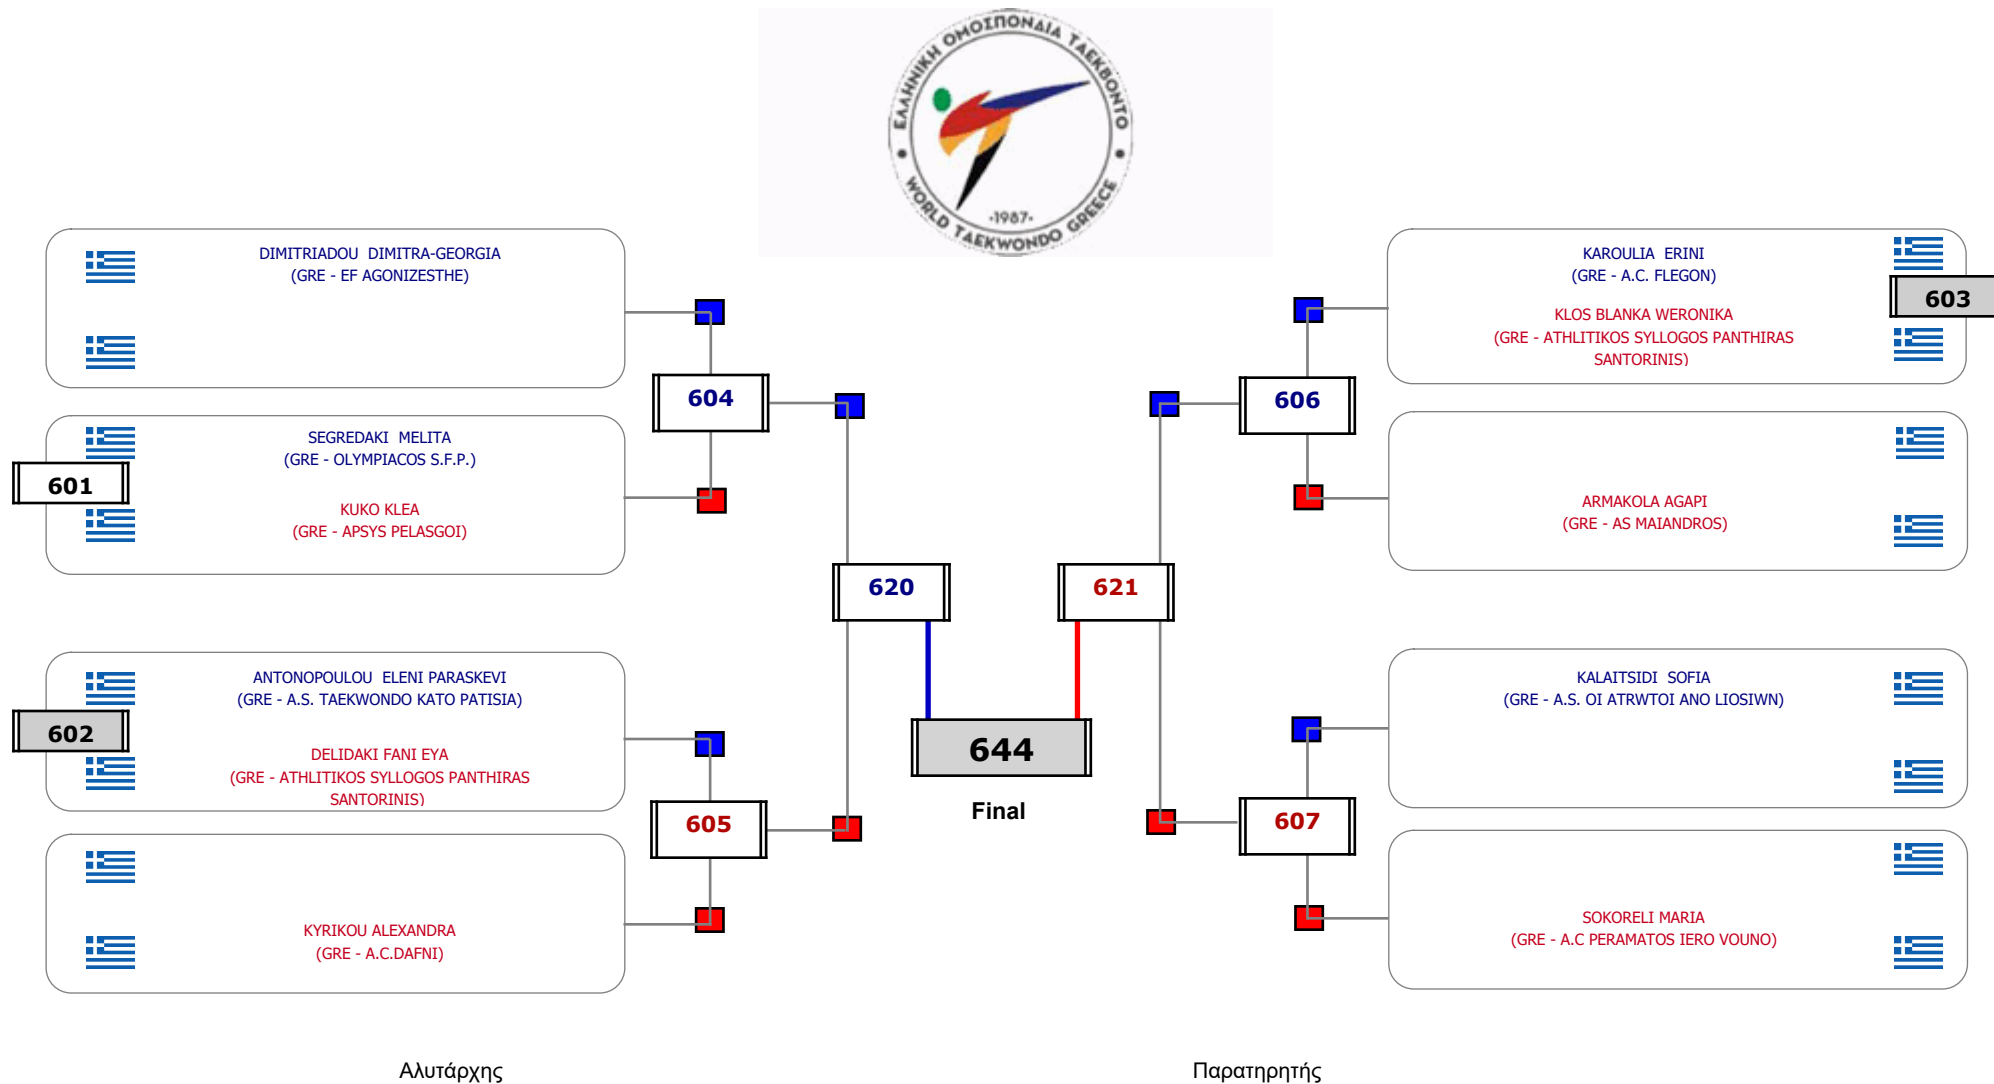 ΕΛΛΗΝΙΚΗ ΟΜΟΣΠΟΝΔΙΑ ΤΑΕΚΒΟΝΤΟ
·1987·
WORLD TAEKWONDO GREECE
DIMITRIADOU  DIMITRA-GEORGIA
(GRE - EF AGONIZESTHE)
604
SEGREDAKI  MELITA
(GRE - OLYMPIACOS S.F.P.)
601
KUKO KLEA
(GRE - APSYS PELASGOI)
620
ANTONOPOULOU  ELENI PARASKEVI
(GRE - A.S. TAEKWONDO KATO PATISIA)
602
DELIDAKI FANI EYA
(GRE - ATHLITIKOS SYLLOGOS PANTHIRAS
SANTORINIS)
605
KYRIKOU ALEXANDRA
(GRE - A.C.DAFNI)
644
Final
KAROULIA  ERINI
(GRE - A.C. FLEGON)
603
KLOS BLANKA WERONIKA
(GRE - ATHLITIKOS SYLLOGOS PANTHIRAS
SANTORINIS)
606
ARMAKOLA AGAPI
(GRE - AS MAIANDROS)
621
KALAITSIDI  SOFIA
(GRE - A.S. OI ATRWTOI ANO LIOSIWN)
607
SOKORELI MARIA
(GRE - A.C PERAMATOS IERO VOUNO)
Αλυτάρχης
Παρατηρητής